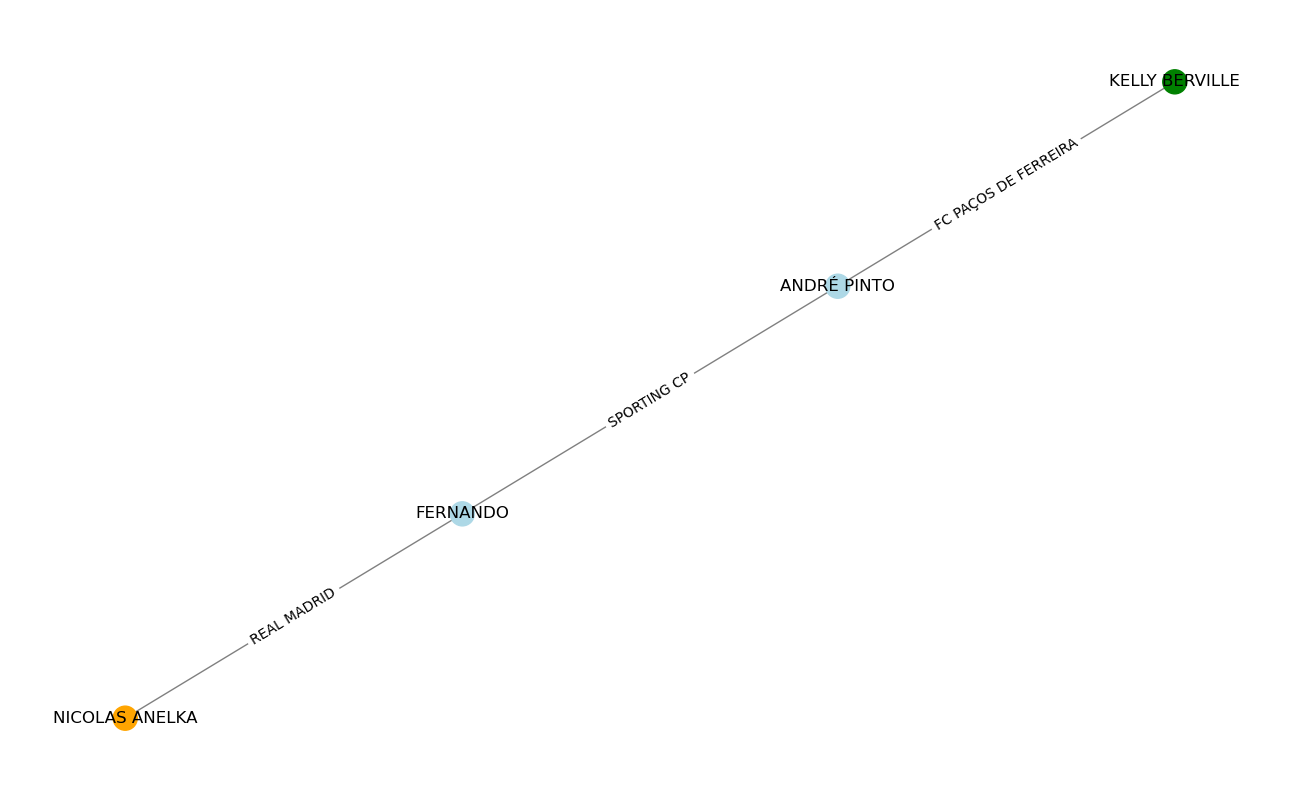 KELLY BERVILLE
FC PAÇOS DE FERREIRA
ANDRÉ PINTO
SPORTING CP
FERNANDO
REAL MADRID
NICOLAS ANELKA